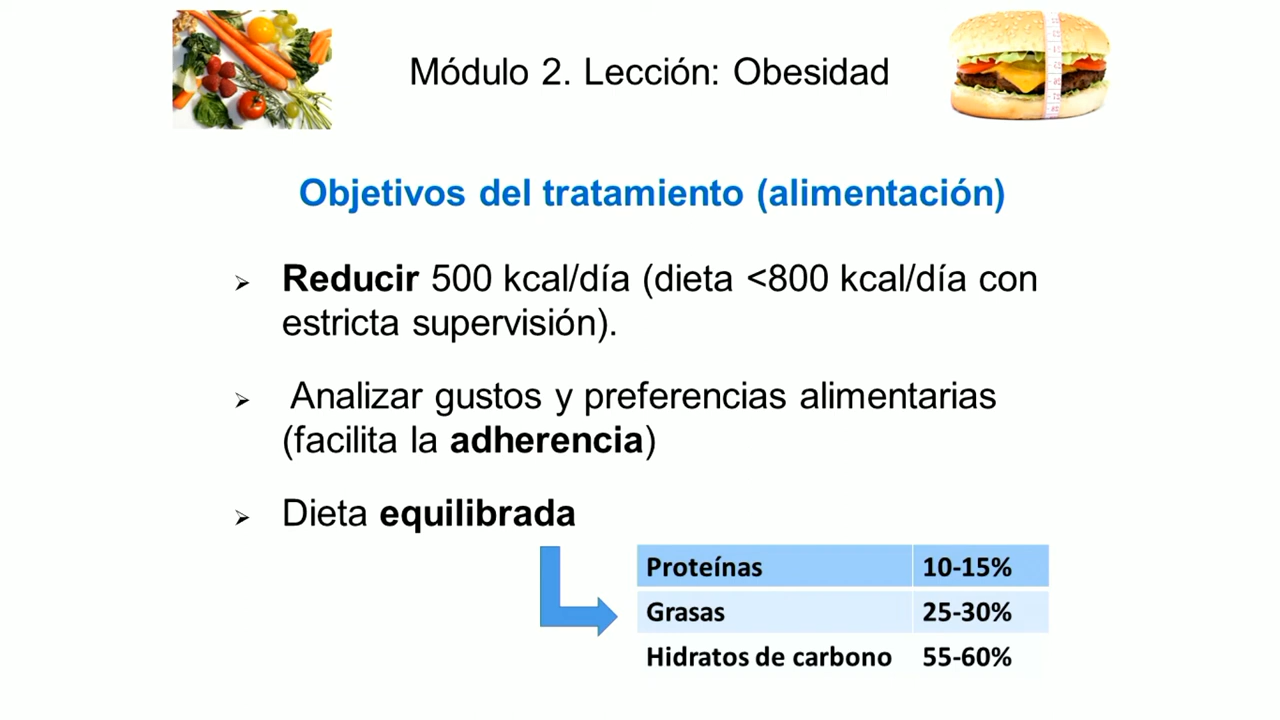 Módulo 2. Lección: Obesidad
Objetivos del tratamiento (alimentación)
➢ Reducir 500 kcal/día (dieta <800 kcal/día con
estricta supervisión).
➢ Analizar gustos y preferencias alimentarias
(facilita la adherencia)
➢ Dieta equilibrada
Proteínas 10-15%
Grasas 25-30%
Hidratos de carbono 55-60%